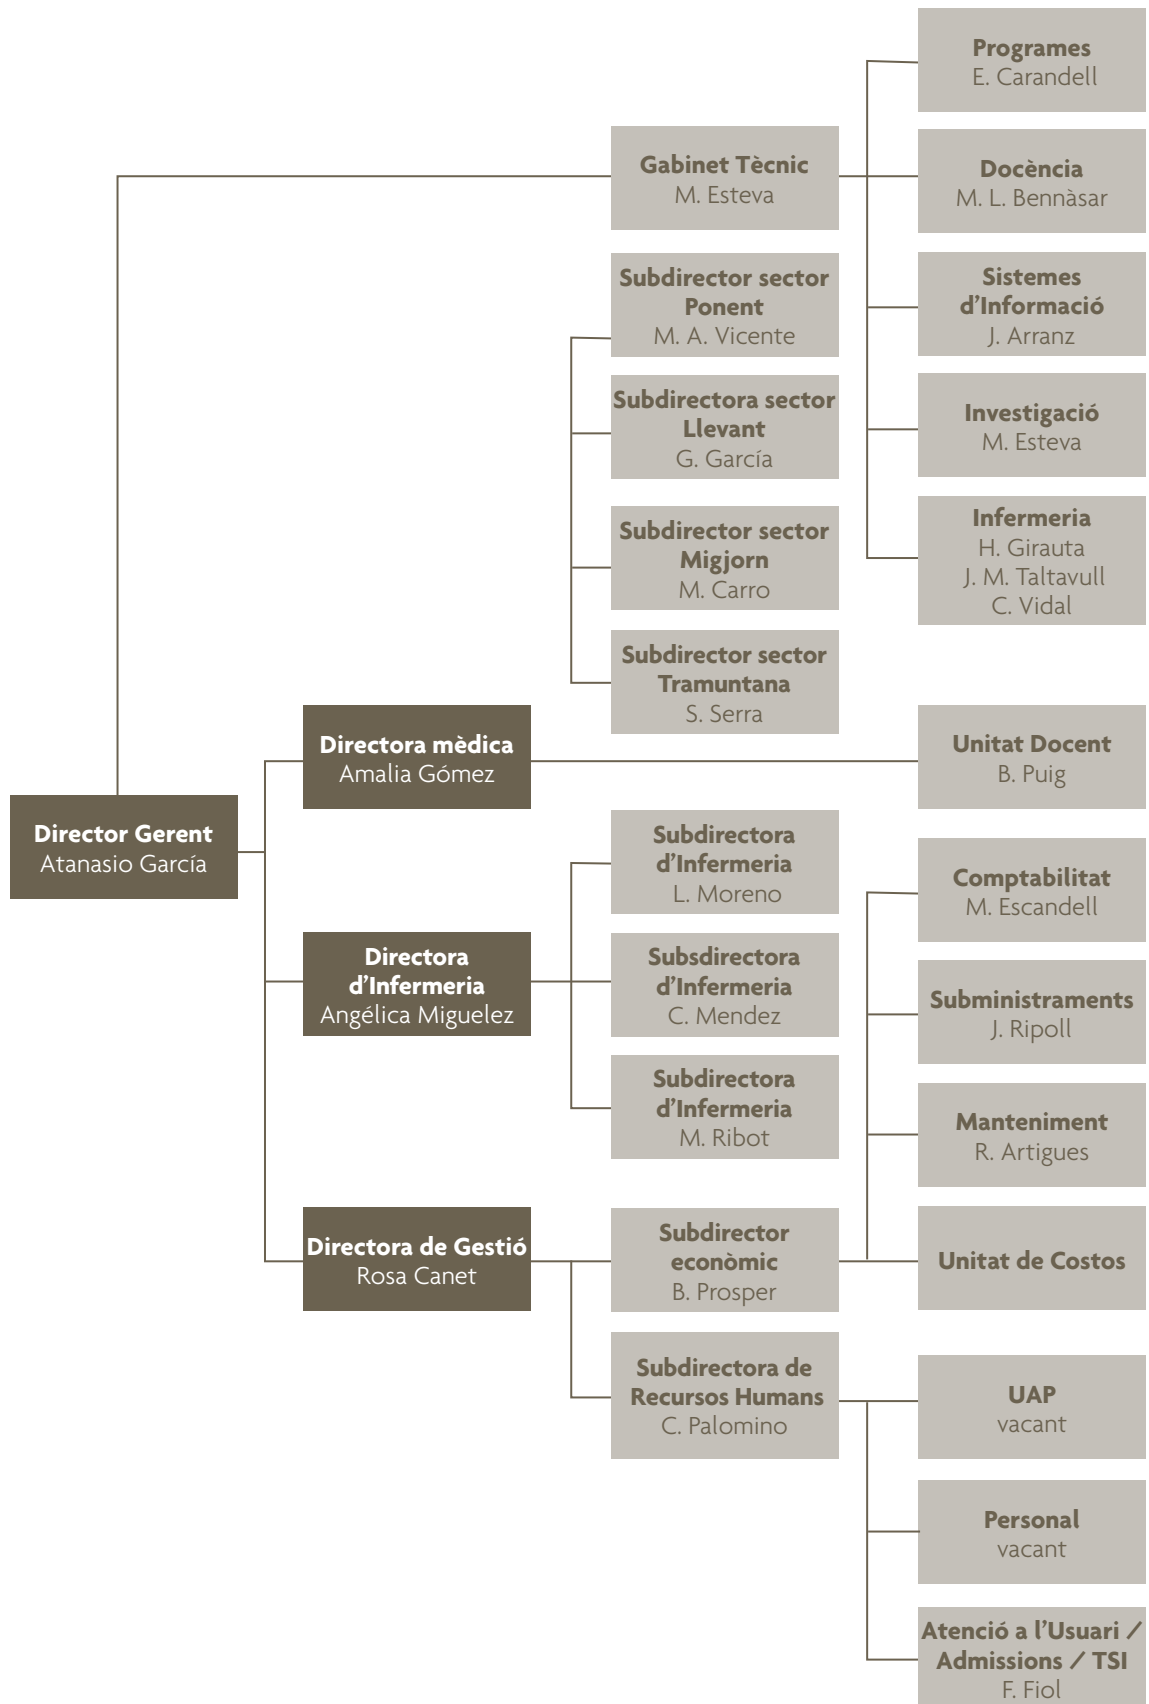 Programes
E. Carandell
Gabinet Tècnic
M. Esteva
Docència
M. L. Bennàsar
Subdirector sector
Ponent
M. A. Vicente
Sistemes
d'Informació
J. Arranz
Subdirectora sector
Llevant
G. García
Investigació
M. Esteva
Subdirector sector
Migjorn
M. Carro
Infermeria
H. Girauta
J. M. Taltavull
C. Vidal
Subdirector sector
Tramuntana
S. Serra
Directora mèdica
Amalia Gómez
Unitat Docent
B. Puig
Director Gerent
Atanasio García
Subdirectora
d'Infermeria
L. Moreno
Comptabilitat
M. Escandell
Directora
d'Infermeria
Angélica Miguelez
Subsdirectora
d'Infermeria
C. Mendez
Subministraments
J. Ripoll
Subdirectora
d'Infermeria
M. Ribot
Manteniment
R. Artigues
Directora de Gestió
Rosa Canet
Subdirector
econòmic
B. Prosper
Unitat de Costos
Subdirectora de
Recursos Humans
C. Palomino
UAP
vacant
Personal
vacant
Atenció a l'Usuari /
Admissions / TSI
F. Fiol